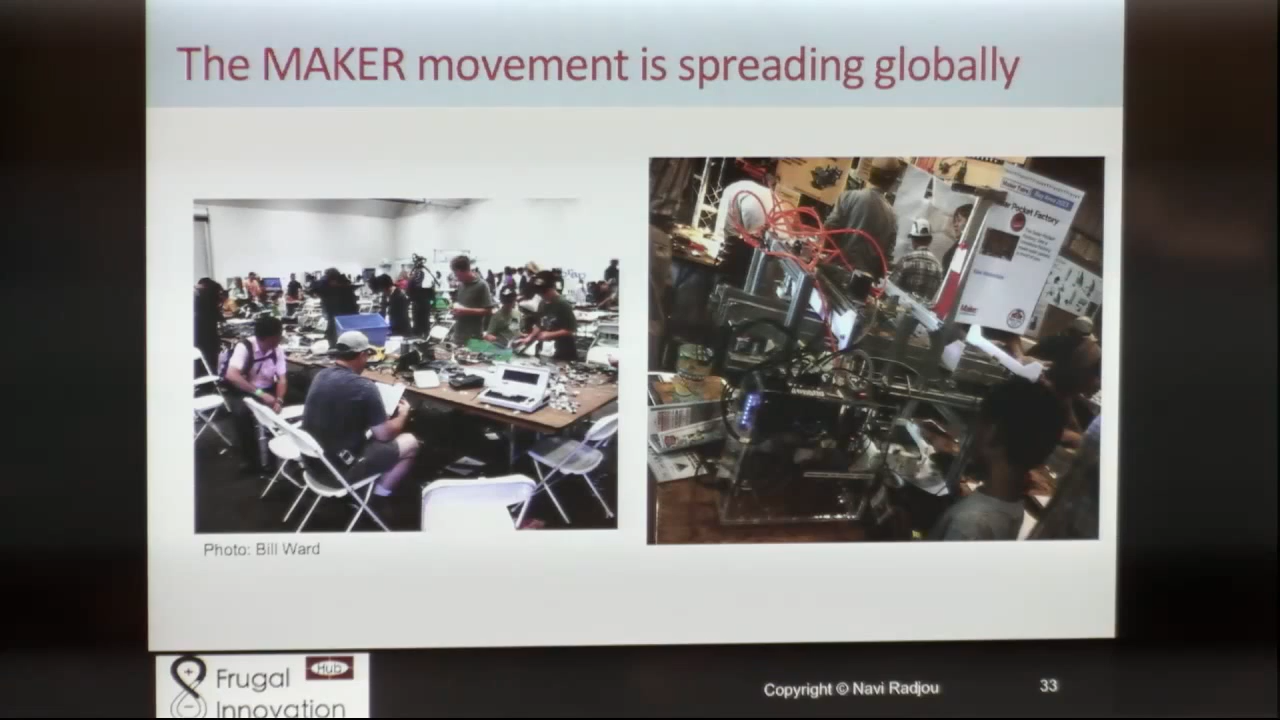 The MAKER movement is spreading globally
Pocket Factory
Photo: Bill Ward
Frugal
Hub
Innovation
Copyright © Navi Radjou
33